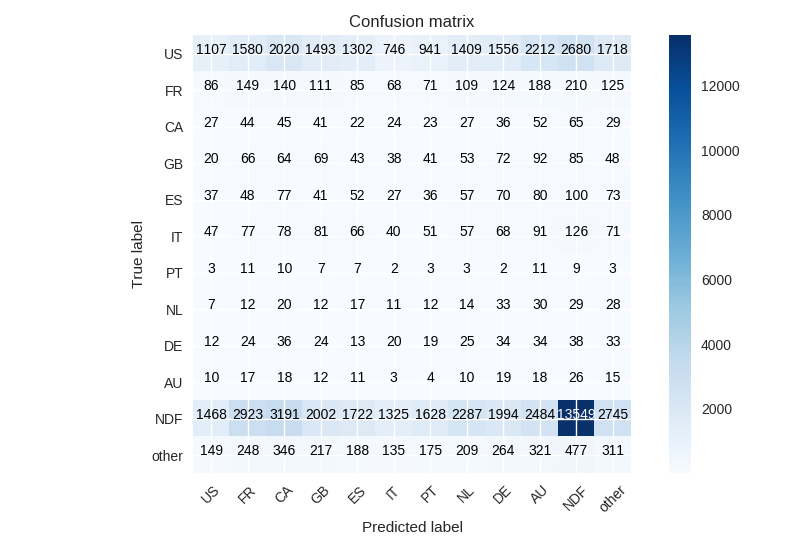 Confusion matrix
US 1107 1580 2020 1493 1302 746 941 1409 1556 2212 2680 1718
FR 86 149 140 111 85 68 71 109 124 188 210 125
CA 27 44 45 41 22 24 23 27 36 52 65 29
GB 20 66 64 69 43 38 41 53 72 92 85 48
ES 37 48 77 41 52 27 36 57 70 80 100 73
IT 47 77 78 81 66 40 51 57 68 91 126 71
PT 3 11 10 7 7 2 3 3 2 11 9 3
NL 7 12 20 12 17 11 12 14 33 30 29 28
DE 12 24 36 24 13 20 19 25 34 34 38 33
AU 10 17 18 12 11 3 4 10 19 18 26 15
NDF 1468 2923 3191 2002 1722 1325 1628 2287 1994 2484 13549 2745
other 149 248 346 217 188 135 175 209 264 321 477 311
US FR CA GB ES IT PT NL DE AU NDF other
Predicted label
True label
12000
10000
8000
6000
4000
2000